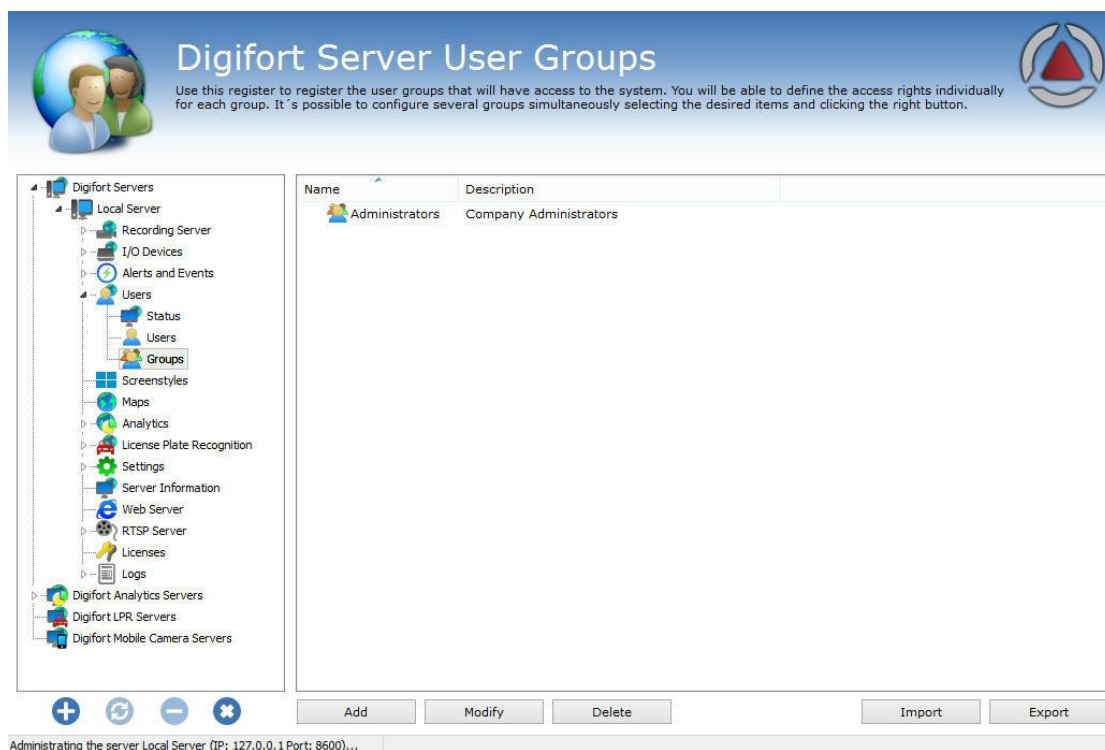 Digifort Server User Groups
Use this register to register the user groups that will have access to the system. You will be able to define the access rights individually
for each group. It´s possible to configure several groups simultaneously selecting the desired items and clicking the right button.
Digifort Servers
Local Server
Recording Server
I/O Devices
Alerts and Events
Users
Status
Users
Groups
Screenstyles
Maps
Analytics
License Plate Recognition
Settings
Server Information
Web Server
RTSP Server
Licenses
Logs
Digifort Analytics Servers
Digifort LPR Servers
Digifort Mobile Camera Servers
Name Description
Administrators Company Administrators
Add Modify Delete Import Export
Administrating the server Local Server (IP: 127.0.0.1 Port: 8600)...